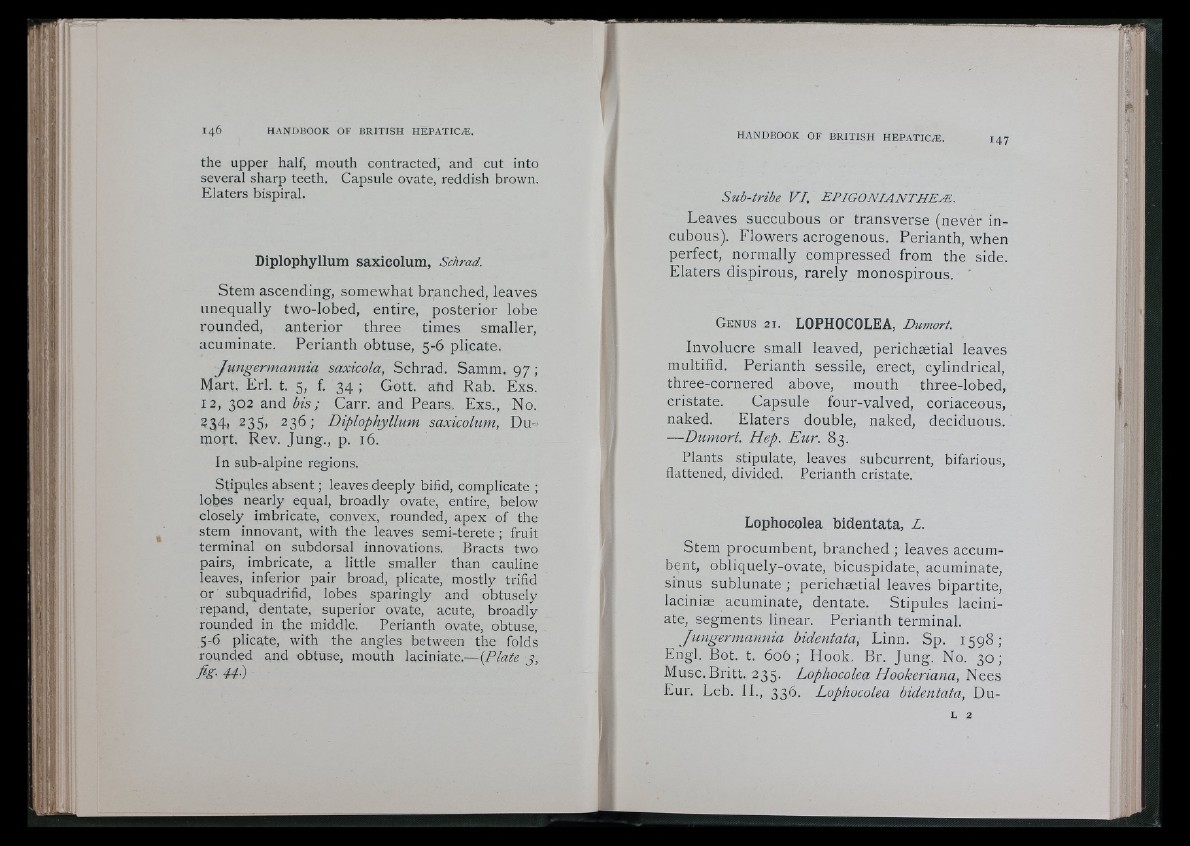 146 HANDBOOK OF BRITISH HEPATICÆ.
the upper half, mouth contracted, and cut into
several sharp teeth. Capsule ovate, reddish brown.
Elaters bispiral.
Diplophyllum saxicolum, Schrad.
Stem ascending, somewhat branched, leaves
unequally two-lobed, entire, posterior lobe
rounded, anterior three times smaller,
acuminate. Perianth obtuse, 5-6 plicate.
Jungermannia saxicola, Schrad. Samm. 97;
Mart. Erl. t. 5, f. 34; Gott. and Rab. Exs.
12, 302 and bis; Carr. and Pears. Exs., No.
234, 235, 236; Diplophyllum saxicolum, Du-
mort. Rev. Jung., p. 16.
In sub-alpine regions.
Stipules absent; leaves deeply bifid, complicate;
lobes nearly equal, broadly ovate, entire, below
closely imbricate, convex, rounded, apex of the
stem innovant, with the leaves semi-terete; fruit
terminal on subdorsal innovations. Bracts two
pairs, imbricate, a little smaller than cauline
leaves, inferior pair broad, plicate, mostly trifid
or subquadrifid, lobes sparingly and obtusely
repand, dentate, superior ovate, acute, broadly
rounded in the middle. Perianth ovate, obtuse,
5-6 plicate, with the angles between the folds
rounded and obtuse, mouth laciniate.—(Plate 3,
fig. 44.)
HANDBOOK OF BRITISH HEPATICÆ. 147
Sub-tribe VI. EPIGONIANTHEÆ.
Leaves succubous or transverse (never in-
cubous). Flowers acrogenous. Perianth, when
perfect, normally compressed from the side.
Elaters dispirous, rarely monospirous.
GENUS 21. LOPHOCOLEA, Dumort.
Involucre small leaved, perichætial leaves
multifid. Perianth sessile, erect, cylindrical,
three-cornered above, mouth three-lobed,
cristate. Capsule four-valved, coriaceous,
naked. Elaters double, naked, deciduous.
—Dumort. Hep. Eur. 83.
Plants stipulate, leaves subcurrent, bifarious,
flattened, divided. Perianth cristate.
Lophocolea bidentata, L.
Stem procumbent, branched; leaves accum-
bent, obliquely-ovate, bicuspidate, acuminate,
sinus sublunate; perichætial leaves bipartite,
laciniæ acuminate, dentate. Stipules lacini-
ate, segments linear. Perianth terminal.
Jungermannia bidentata, Linn. Sp. 1598;
Engl. Bot. t. 606; Hook. Br. Jung. No. 30;
Musc. Britt. 235. Lophocolea Hookeriana, Nees
Eur. Leb. II., 336. Lophocolea bidentata, Du-
L 2